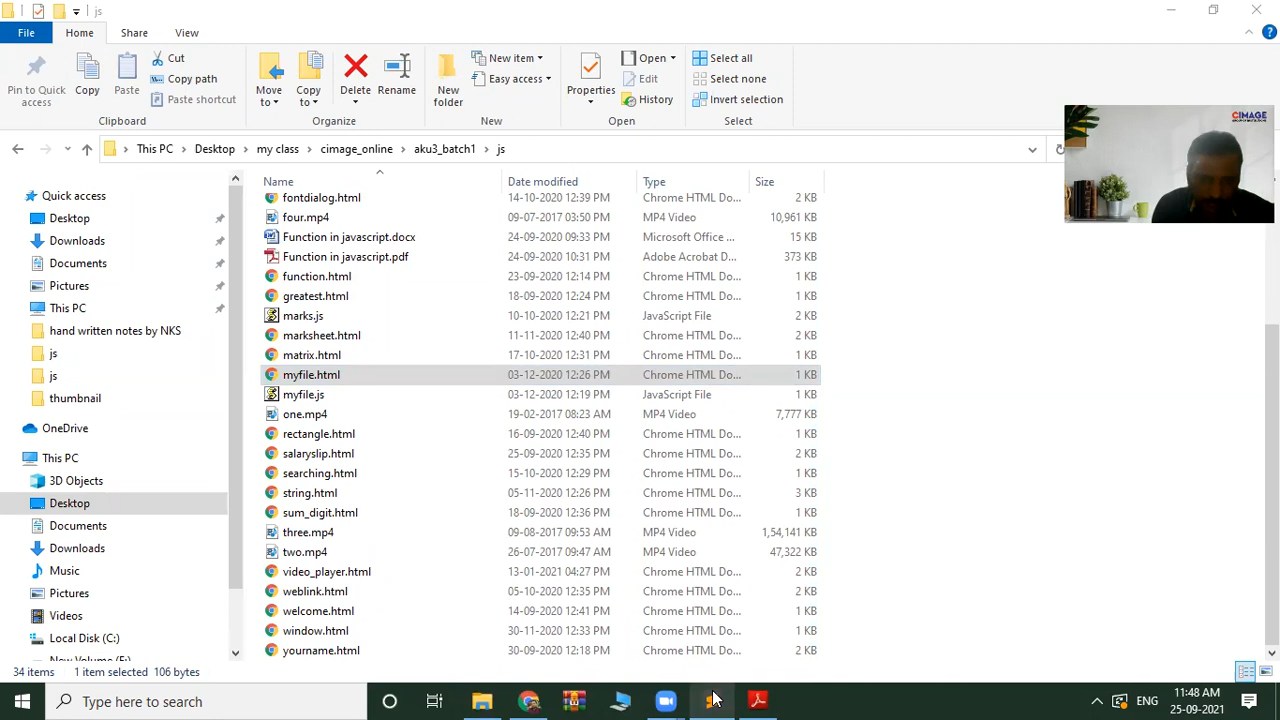 js
File Home Share View
Pin to Quick access
Copy
Paste
Cut
Copy path
Paste shortcut
Clipboard
Move to
Copy to
Delete
Rename
Organize
New folder
New item
Easy access
New
Properties
Open
Edit
History
Open
Select all
Select none
Invert selection
Select
This PC Desktop my class cimage_online aku3_batch1 js
CIMAGE
Quick access
Desktop
Downloads
Documents
Pictures
This PC
hand written notes by NKS
js
js
thumbnail
OneDrive
This PC
3D Objects
Desktop
Documents
Downloads
Music
Pictures
Videos
Local Disk (C:)
New Volume (E:)
Name Date modified Type Size
fontdialog.html 14-10-2020 12:39 PM Chrome HTML Do... 2 KB
four.mp4 09-07-2017 03:50 PM MP4 Video 10,961 KB
Function in javascript.docx 24-09-2020 09:33 PM Microsoft Office ... 15 KB
Function in javascript.pdf 24-09-2020 10:31 PM Adobe Acrobat D... 373 KB
function.html 23-09-2020 12:14 PM Chrome HTML Do... 1 KB
greatest.html 18-09-2020 12:24 PM Chrome HTML Do... 1 KB
marks.js 10-10-2020 12:21 PM JavaScript File 2 KB
marksheet.html 11-11-2020 12:40 PM Chrome HTML Do... 2 KB
matrix.html 17-10-2020 12:31 PM Chrome HTML Do... 1 KB
myfile.html 03-12-2020 12:26 PM Chrome HTML Do... 1 KB
myfile.js 03-12-2020 12:19 PM JavaScript File 1 KB
one.mp4 19-02-2017 08:23 AM MP4 Video 7,777 KB
rectangle.html 16-09-2020 12:40 PM Chrome HTML Do... 1 KB
salaryslip.html 25-09-2020 12:33 PM Chrome HTML Do... 2 KB
searching.html 15-10-2020 12:29 PM Chrome HTML Do... 1 KB
string.html 05-11-2020 12:26 PM Chrome HTML Do... 3 KB
sum_digit.html 18-09-2020 12:36 PM Chrome HTML Do... 1 KB
three.mp4 09-08-2017 09:53 AM MP4 Video 1,54,141 KB
two.mp4 26-07-2017 09:47 AM MP4 Video 47,322 KB
video_player.html 13-01-2021 04:27 PM Chrome HTML Do... 2 KB
weblink.html 05-10-2020 12:35 PM Chrome HTML Do... 1 KB
welcome.html 14-09-2020 12:41 PM Chrome HTML Do... 1 KB
window.html 30-11-2020 12:33 PM Chrome HTML Do... 1 KB
yourname.html 30-09-2020 12:18 PM Chrome HTML Do... 1 KB
34 items 1 item selected 106 bytes
Type here to search
ENG
11:48 AM
25-09-2021